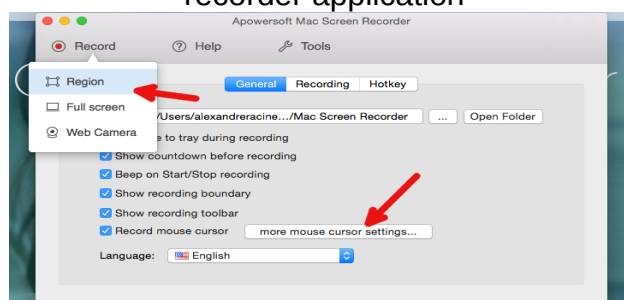 recorder application
Apowersoft Mac Screen Recorder
Record Help Tools
Region
Full screen
Web Camera
General Recording Hotkey
/Users/alexandreracine.../Mac Screen Recorder ... Open Folder
to tray during recording
Show countdown before recording
Beep on Start/Stop recording
Show recording boundary
Show recording toolbar
Record mouse cursor more mouse cursor settings...
Language: English